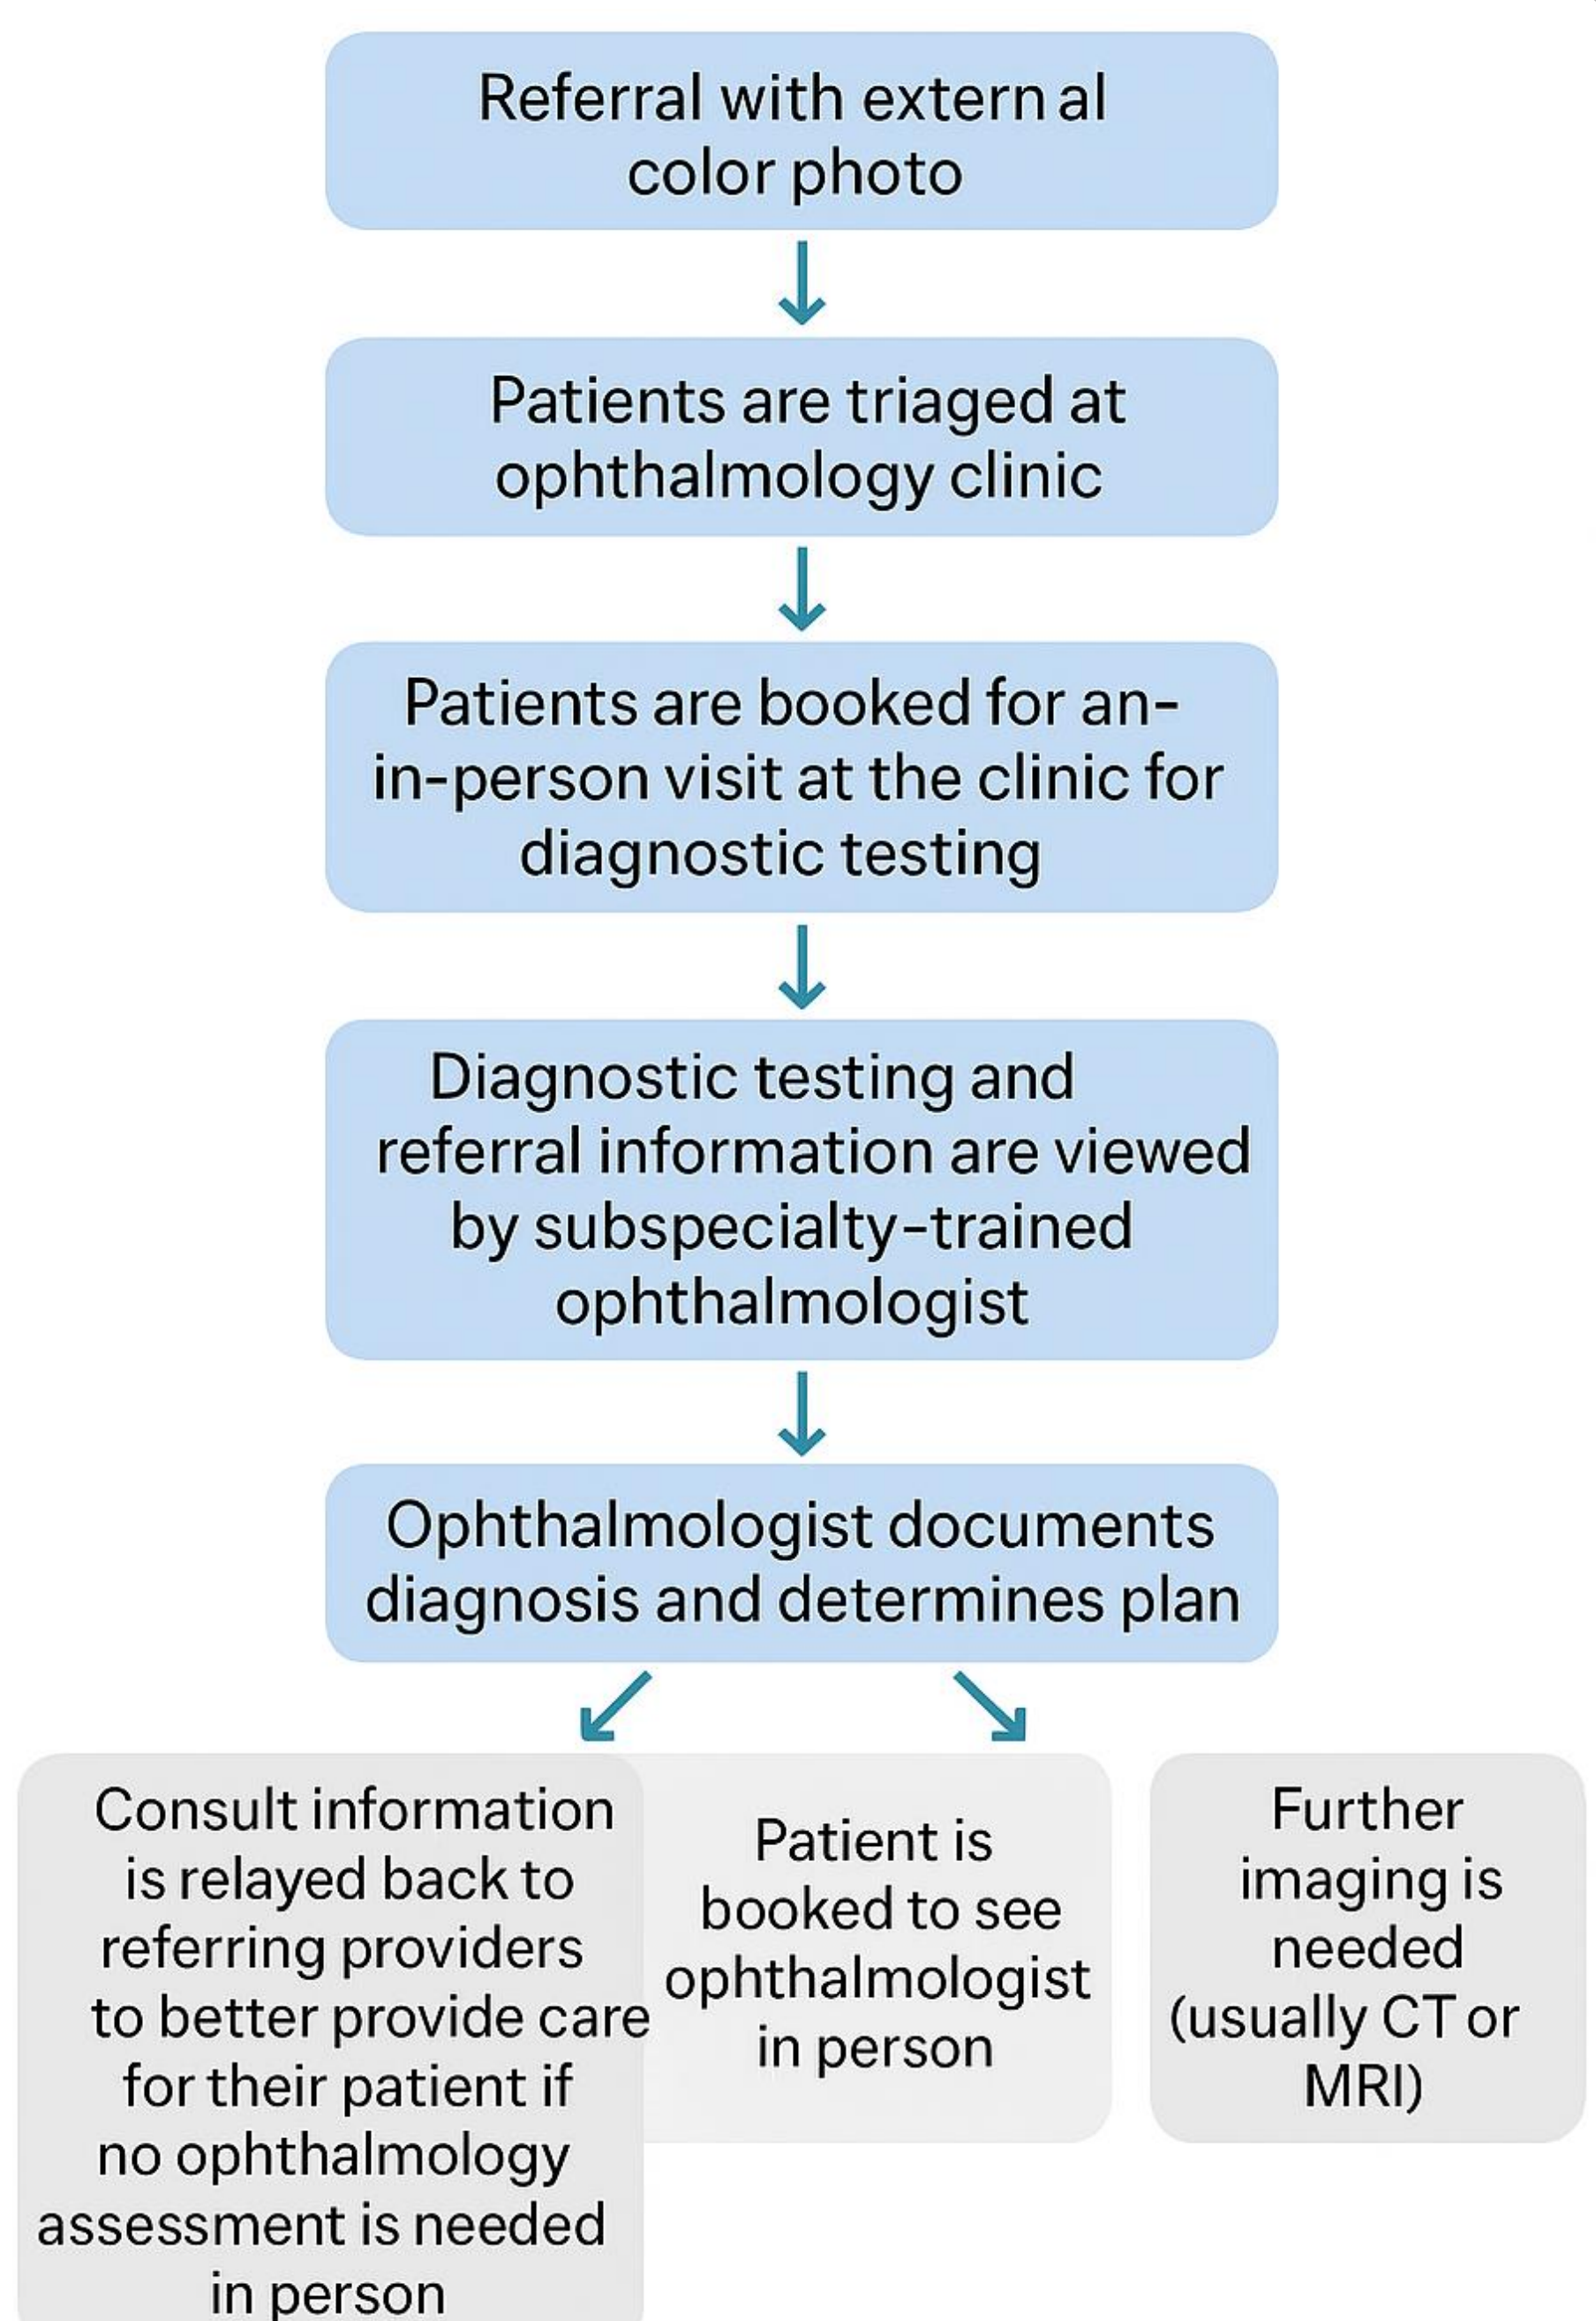 Referral with extern al
color photo
Patients are triaged at
ophthalmology clinic
Patients are booked for an-
in-person visit at the clinic for
diagnostic testing
Diagnostic testing and
referral information are viewed
by subspecialty-trained
ophthalmologist
Ophthalmologist documents
diagnosis and determines plan
Consult information
is relayed back to
referring providers
to better provide care
for their patient if
no ophthalmology
assessment is needed
in person
Patient is
booked to see
ophthalmologist
in person
Further
imaging is
needed
(usually CT or
MRI)